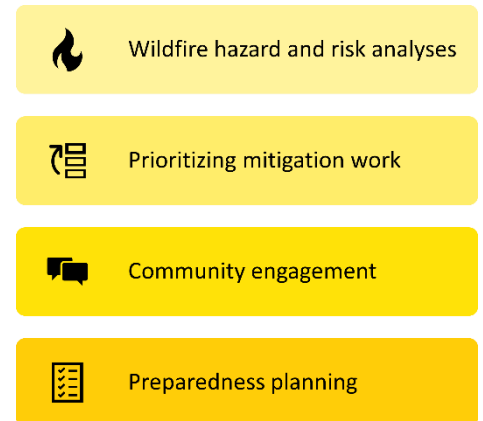 Wildfire hazard and risk analyses
Prioritizing mitigation work
Community engagement
Preparedness planning